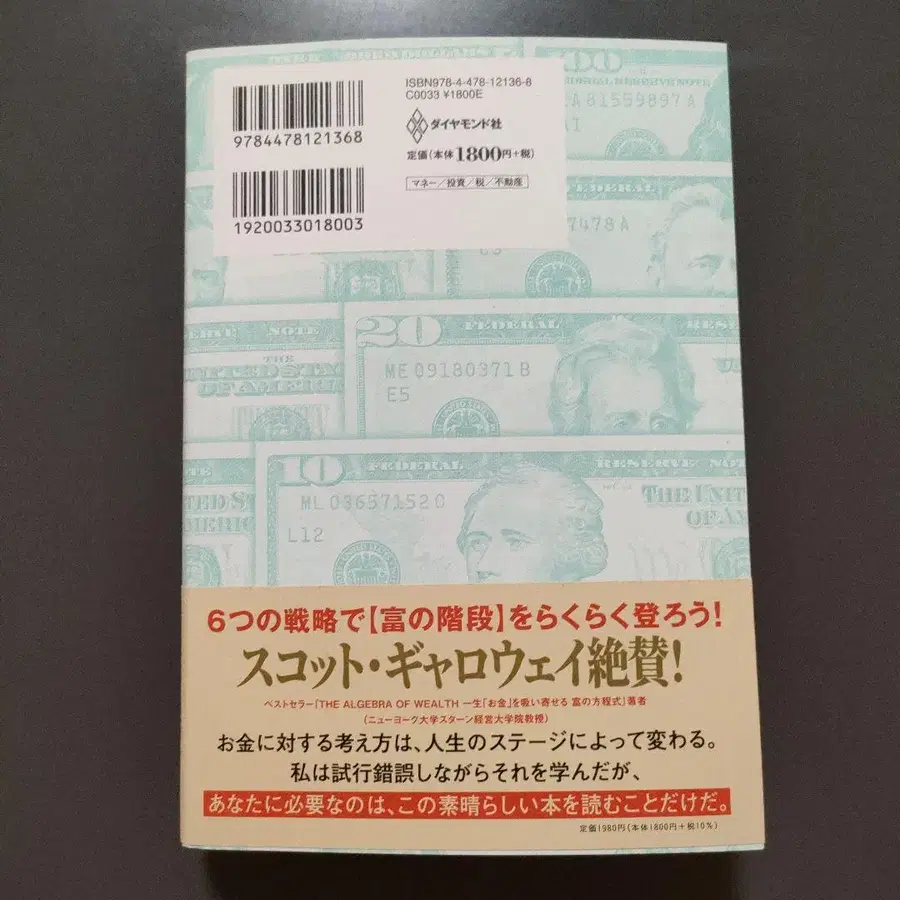 ISBN978-4-478-12136-8
C0033 ¥1800E
ダイヤモンド社
定価(本体1800円+税)
マネー/投資/税/不動産
9784478121368
1920033018003
100
A81559897A
7478A
NOTE
THE
OF AMERICA
20 FEDERAL
ME 09180371 B
E5
10 FEDERAL RESERVE NOTE
ML 03657152
L12
6つの戦略で【富の階段】をらくらく登ろう!
スコット・ギャロウェイ絶賛!
ベストセラー『THE ALGEBRA OF WEALTH 一生「お金」を吸い寄せる 富の方程式』著者
(ニューヨーク大学スターン経営大学院教授)
お金に対する考え方は、人生のステージによって変わる。
私は試行錯誤しながらそれを学んだが、
あなたに必要なのは、この素晴らしい本を読むことだけだ。
定価1980円(本体1800円+税10%)